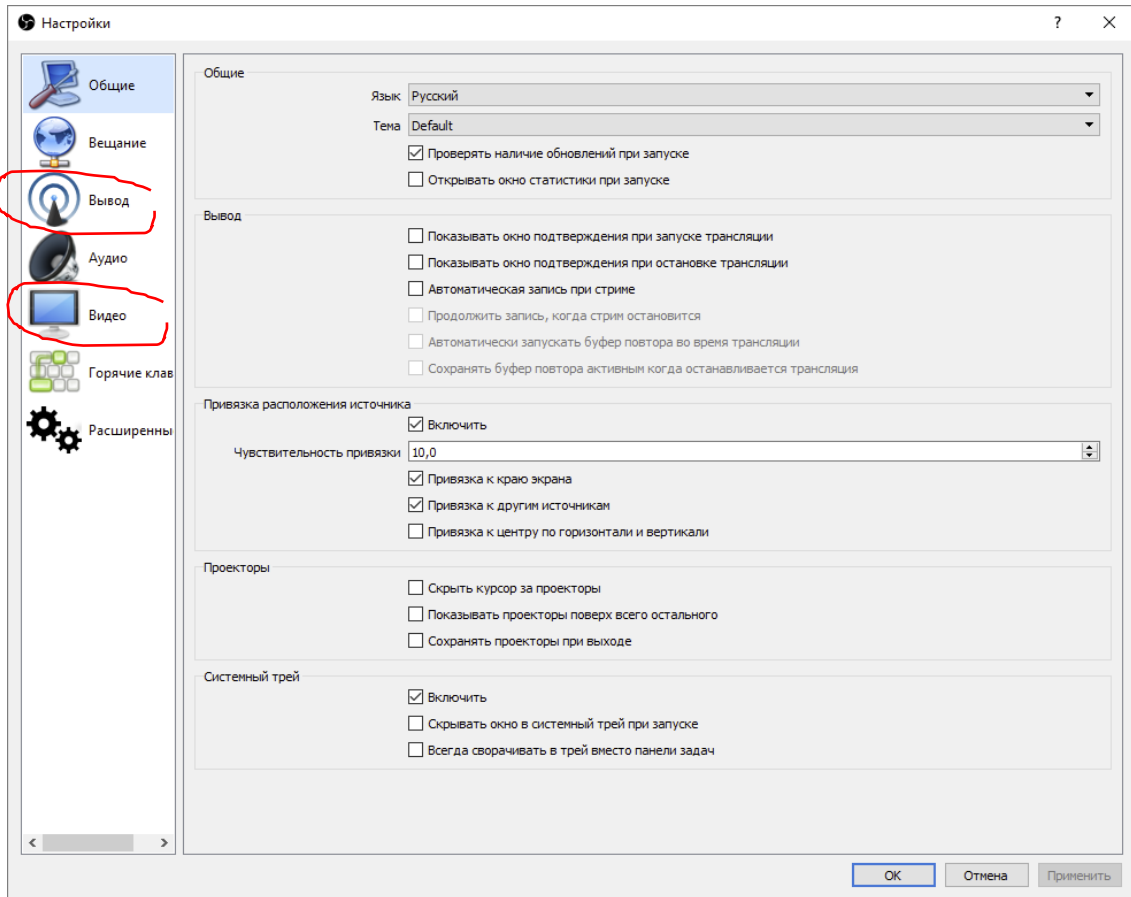 Настройки
?
Общие
Вещание
Вывод
Аудио
Видео
Горячие клав
Расширенны
Общие
Язык Русский
Тема Default
Проверять наличие обновлений при запуске
Открывать окно статистики при запуске
Вывод
Показывать окно подтверждения при запуске трансляции
Показывать окно подтверждения при остановке трансляции
Автоматическая запись при стриме
Продолжить запись, когда стрим остановится
Автоматически запускать буфер повтора во время трансляции
Сохранять буфер повтора активным когда останавливается трансляция
Привязка расположения источника
Включить
Чувствительность привязки 10,0
Привязка к краю экрана
Привязка к другим источникам
Привязка к центру по горизонтали и вертикали
Проекторы
Скрыть курсор за проекторы
Показывать проекторы поверх всего остального
Сохранять проекторы при выходе
Системный трей
Включить
Скрывать окно в системный трей при запуске
Всегда сворачивать в трей вместо панели задач
OK Отмена Применить